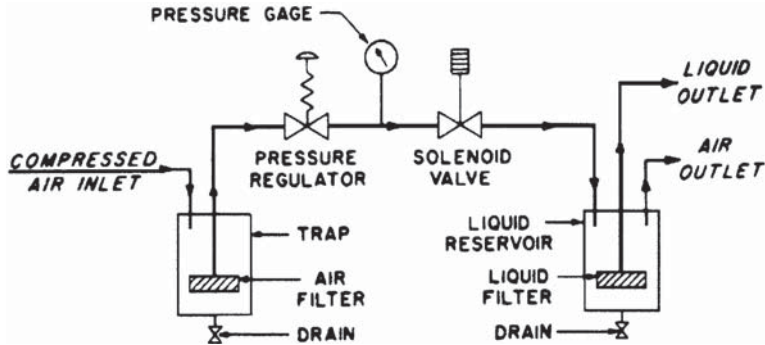 PRESSURE GAGE
LIQUID
OUTLET
COMPRESSED
AIR INLET
PRESSURE
REGULATOR
SOLENOID
VALVE
AIR
OUTLET
TRAP
LIQUID
RESERVOIR
AIR
FILTER
LIQUID
FILTER
DRAIN
DRAIN